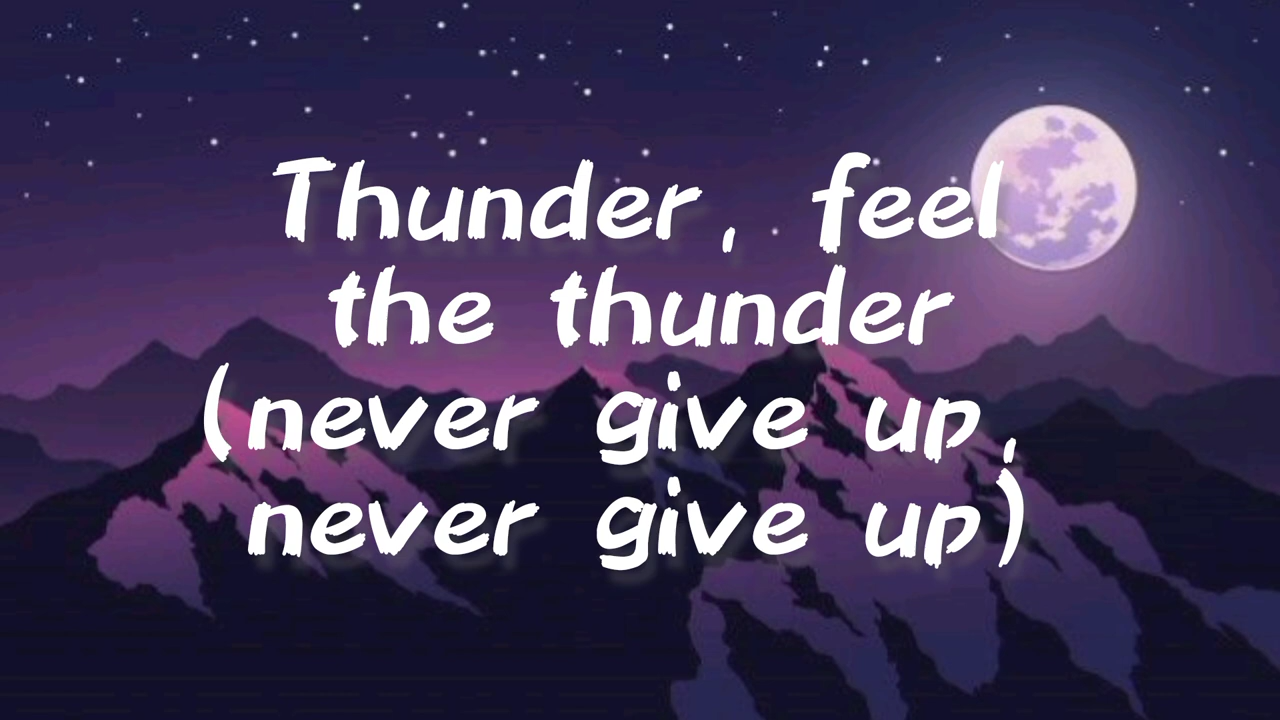 Thunder, feel
the thunder
(never give up,
never give up)